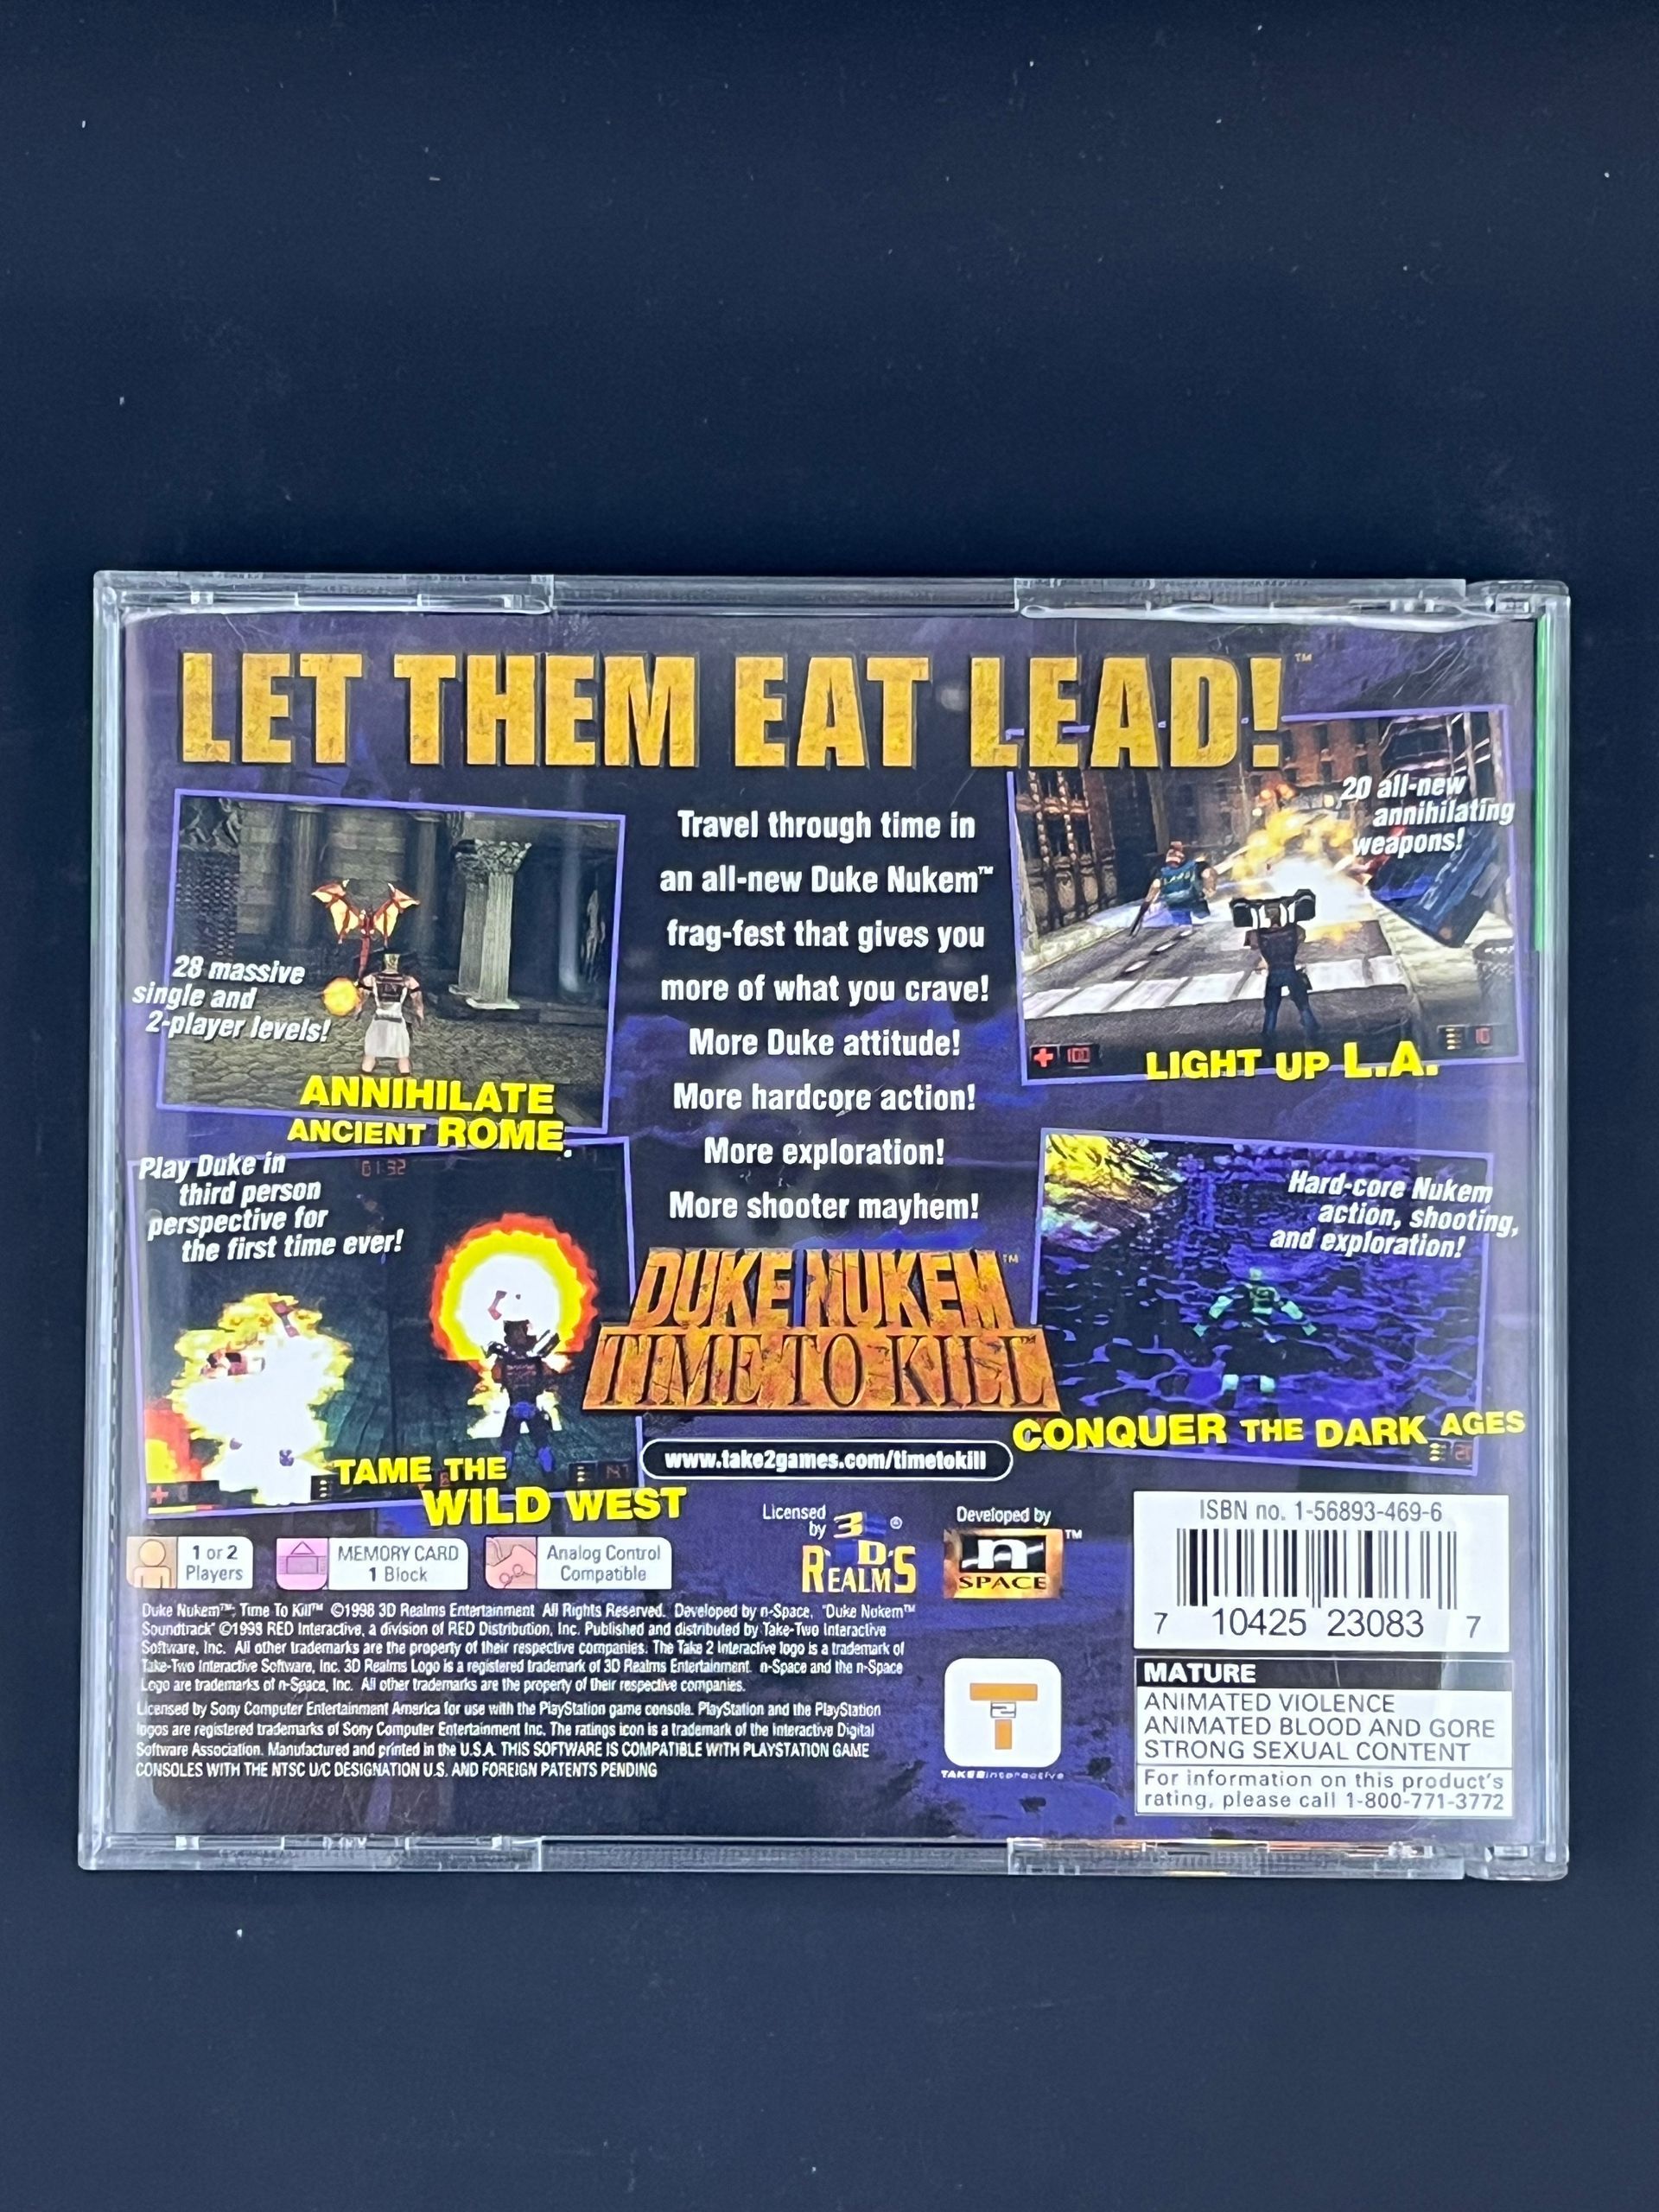 LET THEM EAT LEAD!™
28 massive
single and
2-player levels!
ANNIHILATE
ANCIENT ROME.
Travel through time in
an all-new Duke Nukem™
frag-fest that gives you
more of what you crave!
More Duke attitude!
More hardcore action!
More exploration!
More shooter mayhem!
20 all-new
annihilating
weapons!
100
10
LIGHT UP L.A.
Play Duke in
third person
perspective for
the first time ever!
01:32
TAME THE
WILD WEST
DUKE NUKEM™
TIME TO KILL™
www.take2games.com/timetokill
Hard-core Nukem
action, shooting,
and exploration!
CONQUER THE DARK AGES
1 or 2
Players
MEMORY CARD
1 Block
Analog Control
Compatible
Licensed
by
3D®
REALMS
Developed by
n™
SPACE
Duke Nukem™: Time To Kill™ ©1998 3D Realms Entertainment All Rights Reserved. Developed by n-Space, "Duke Nukem™
Soundtrack" ©1998 RED Interactive, a division of RED Distribution, Inc. Published and distributed by Take-Two Interactive
Software, Inc. All other trademarks are the property of their respective companies. The Take 2 Interactive logo is a trademark of
Take-Two Interactive Software, Inc. 3D Realms Logo is a registered trademark of 3D Realms Entertainment. n-Space and the n-Space
Logo are trademarks of n-Space, Inc. All other trademarks are the property of their respective companies.
Licensed by Sony Computer Entertainment America for use with the PlayStation game console. PlayStation and the PlayStation
logos are registered trademarks of Sony Computer Entertainment Inc. The ratings icon is a trademark of the Interactive Digital
Software Association. Manufactured and printed in the U.S.A. THIS SOFTWARE IS COMPATIBLE WITH PLAYSTATION GAME
CONSOLES WITH THE NTSC U/C DESIGNATION U.S. AND FOREIGN PATENTS PENDING
T2
TAKE2interactive
ISBN no. 1-56893-469-6
7 10425 23083 7
MATURE
ANIMATED VIOLENCE
ANIMATED BLOOD AND GORE
STRONG SEXUAL CONTENT
For information on this product's
rating, please call 1-800-771-3772